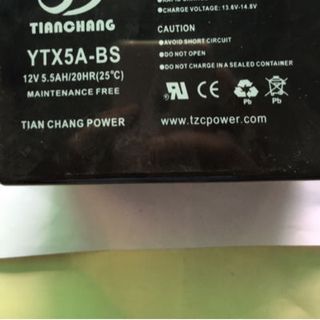 TIANCHANG
YTX5A-BS
12V 5.5AH/20HR(25°C)
MAINTENANCE FREE
TIAN CHANG POWER
●CHARGE VOLTAGE: 13.6V-14.8V
CAUTION
●AVOID SHORT CIRCUIT
●DO NOT OPEN
●DO NOT CHARGE IN A SEALED CONTAINER
Pb
Pb
www.tzcpower.com